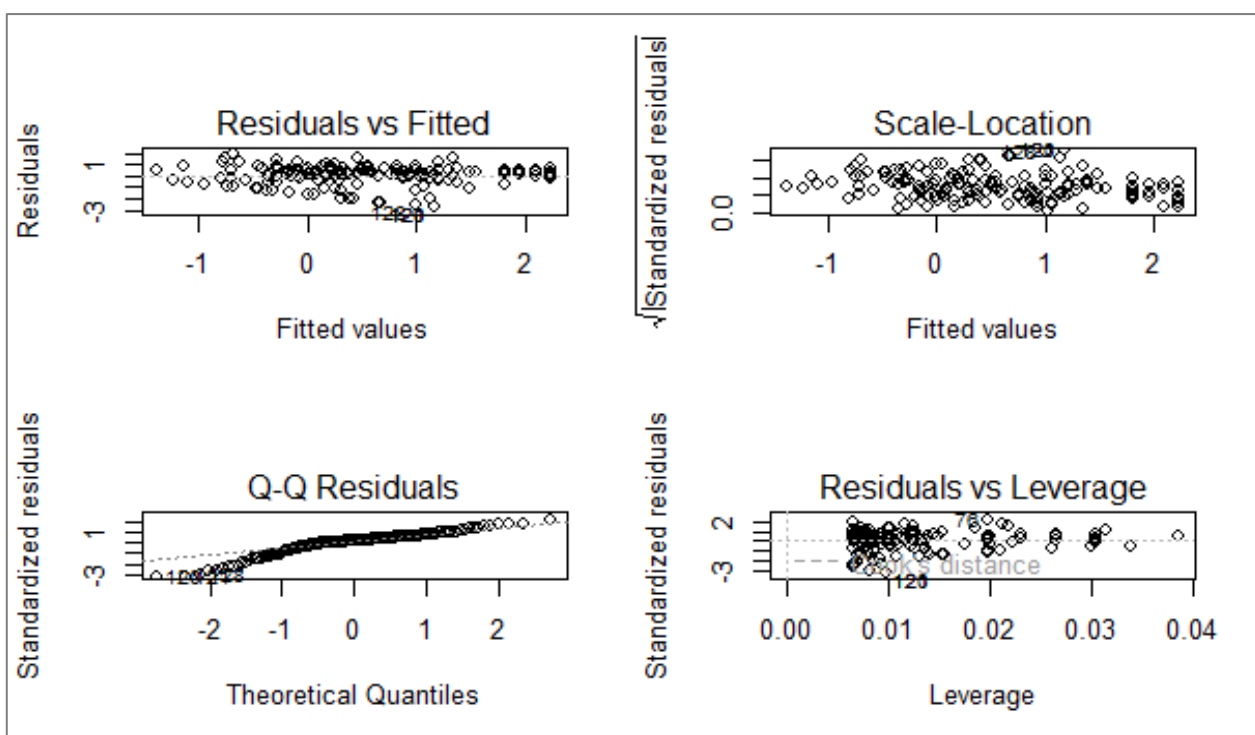 Residuals vs Fitted
Residuals
1
-3
-1 0 1 2
Fitted values
Scale-Location
√|Standardized residuals|
0.0
-1 0 1 2
Fitted values
Q-Q Residuals
Standardized residuals
1
-3
-2 -1 0 1 2
Theoretical Quantiles
Residuals vs Leverage
Standardized residuals
2
-3
76
Cook's distance
0.00 0.01 0.02 0.03 0.04
Leverage